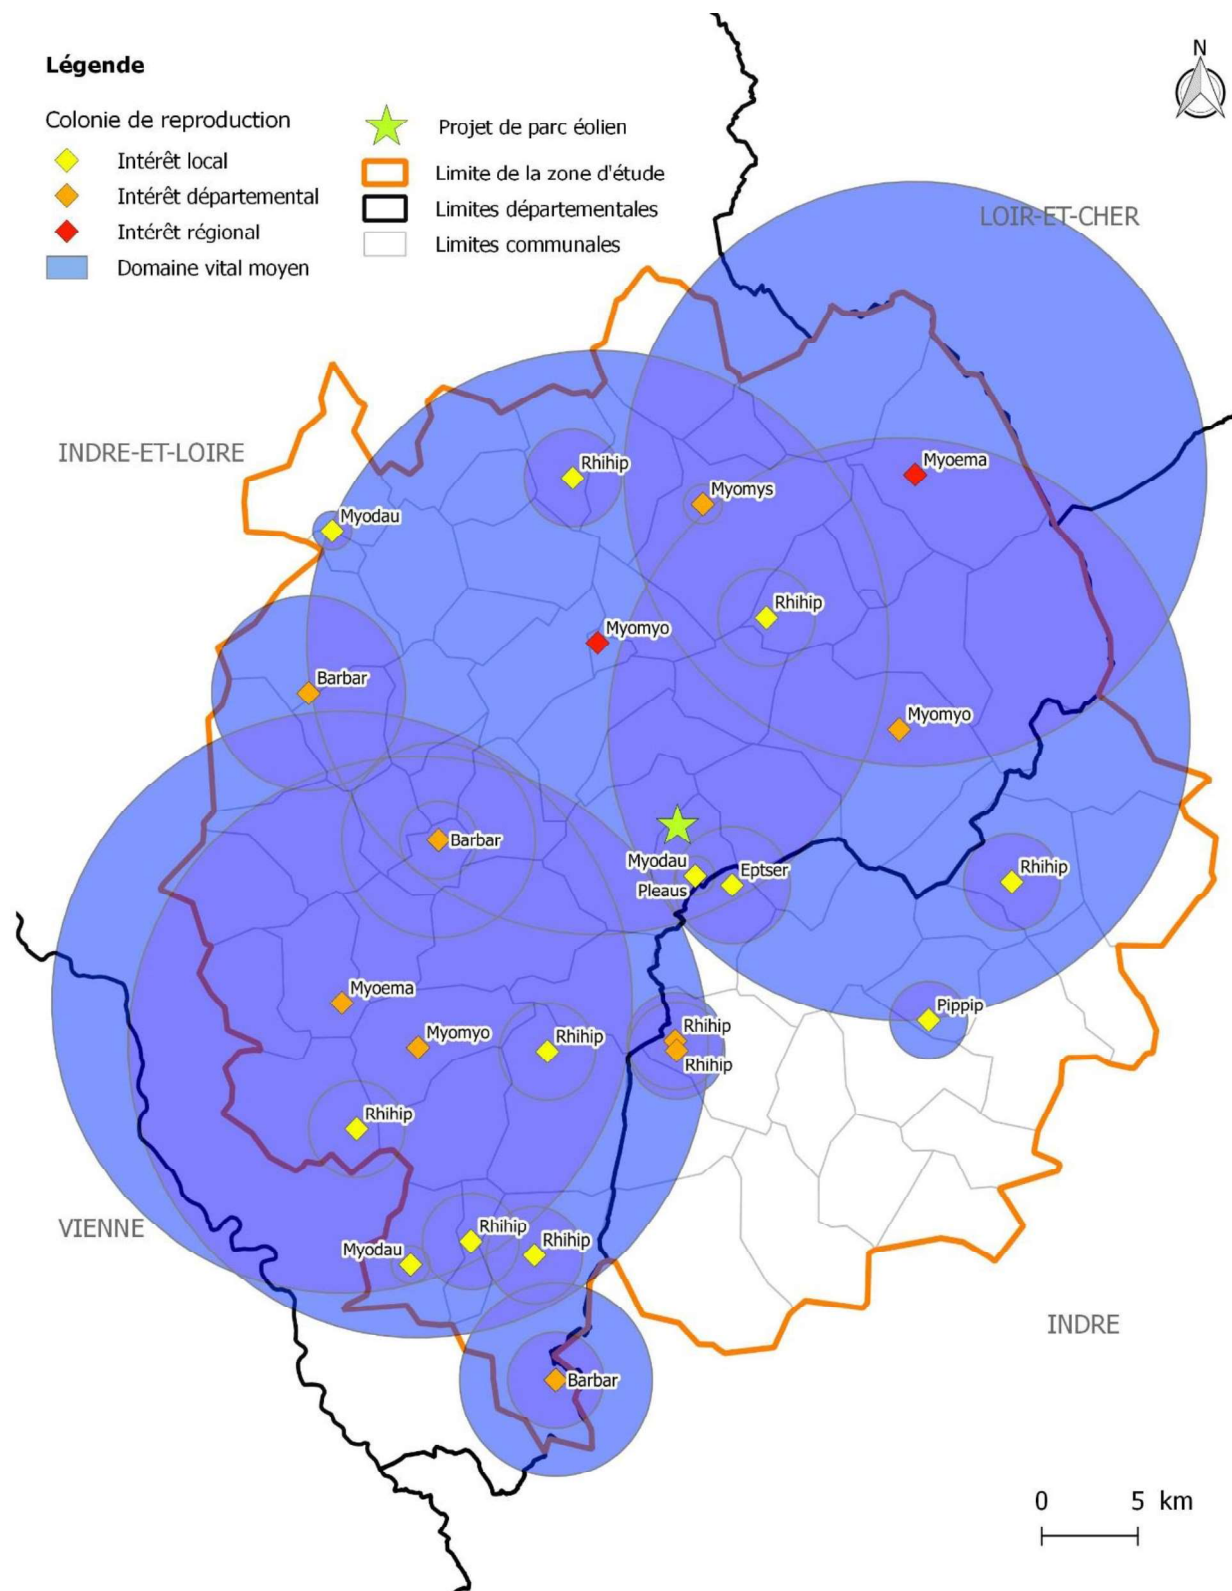 Légende
Colonie de reproduction
Intérêt local
Intérêt départemental
Intérêt régional
Domaine vital moyen
Projet de parc éolien
Limite de la zone d'étude
Limites départementales
Limites communales
N
LOIR-ET-CHER
INDRE-ET-LOIRE
Rhihip
Myoema
Myomys
Myodau
Rhihip
Myomyo
Barbar
Myomyo
Barbar
Myodau
Pleaus
Eptser
Rhihip
Myoema
Pippip
Myomyo
Rhihip
Rhihip
Rhihip
Rhihip
VIENNE
Rhihip
Rhihip
Myodau
INDRE
Barbar
0 5 km